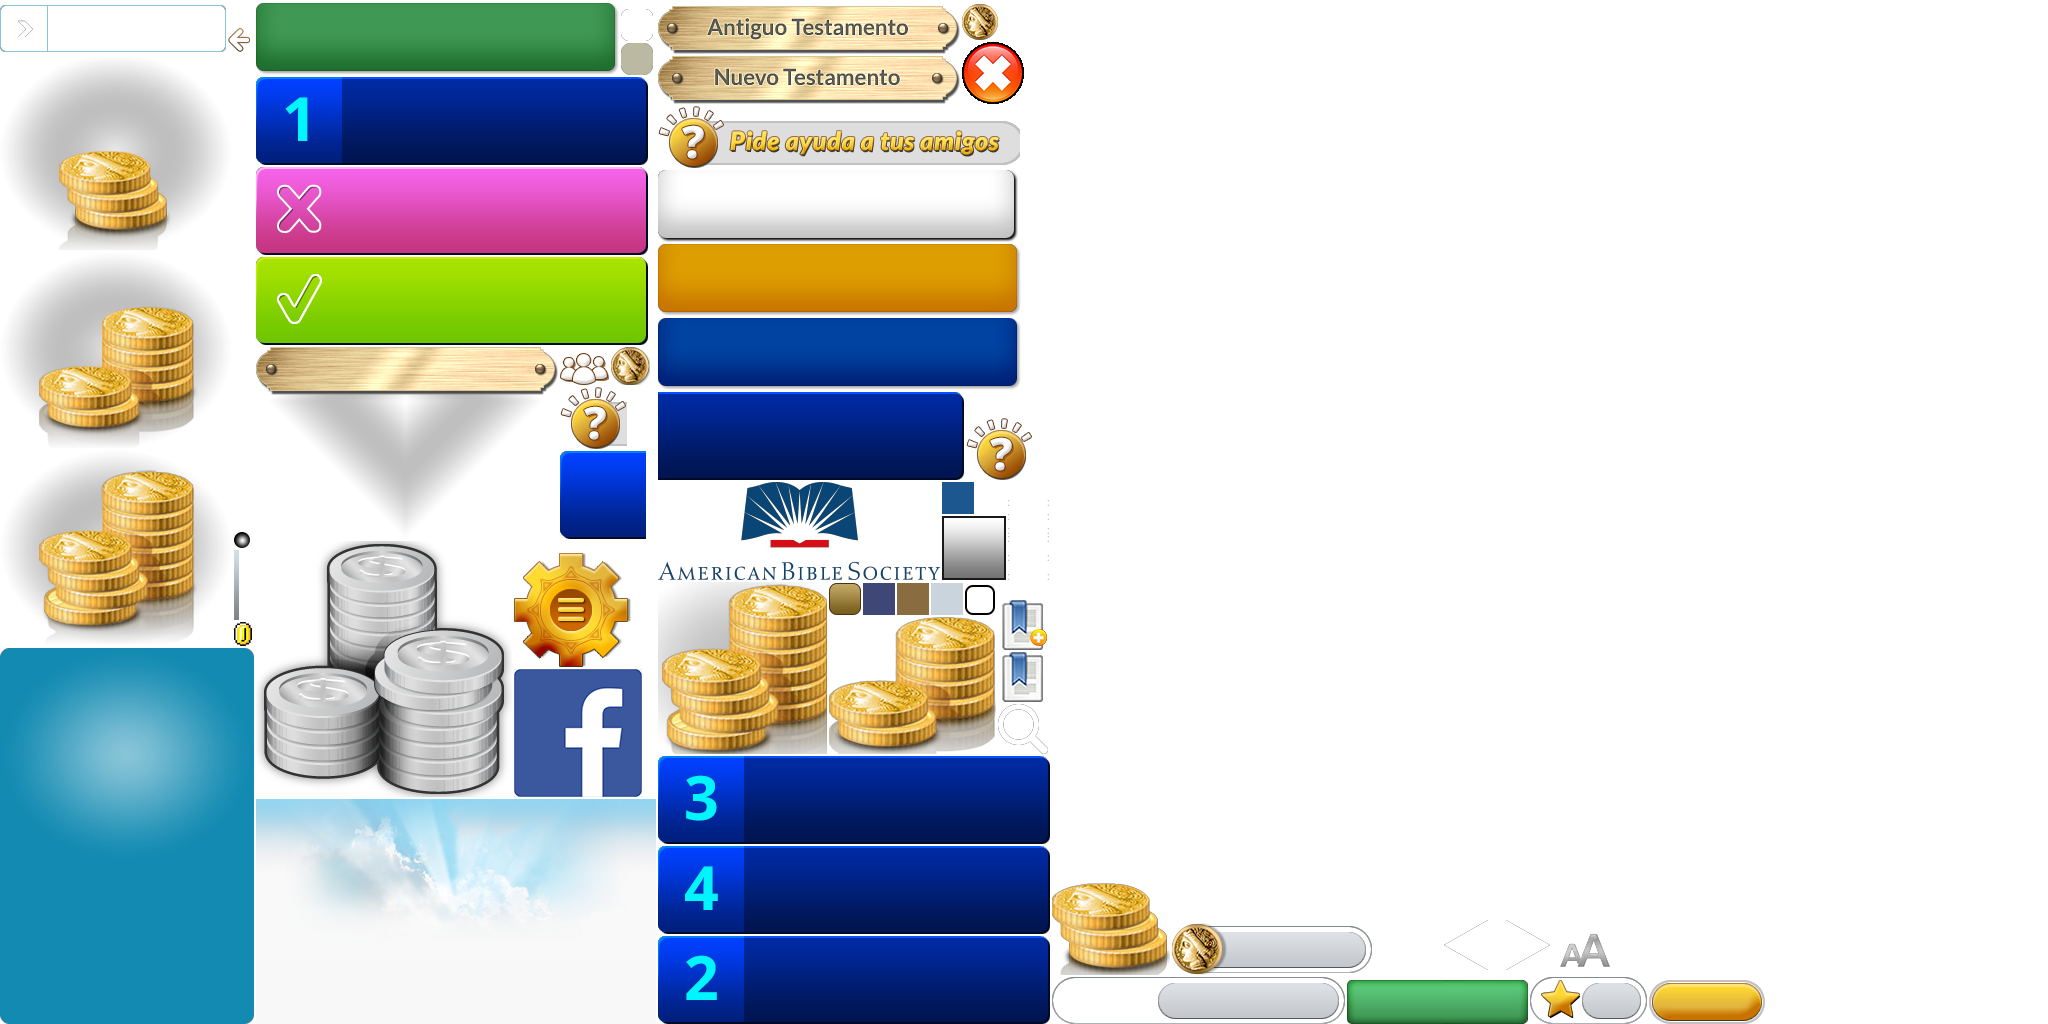 Antiguo Testamento
Nuevo Testamento
1
? Pide ayuda a tus amigos
?
?
AMERICAN BIBLE SOCIETY
f
3
4
2
AA